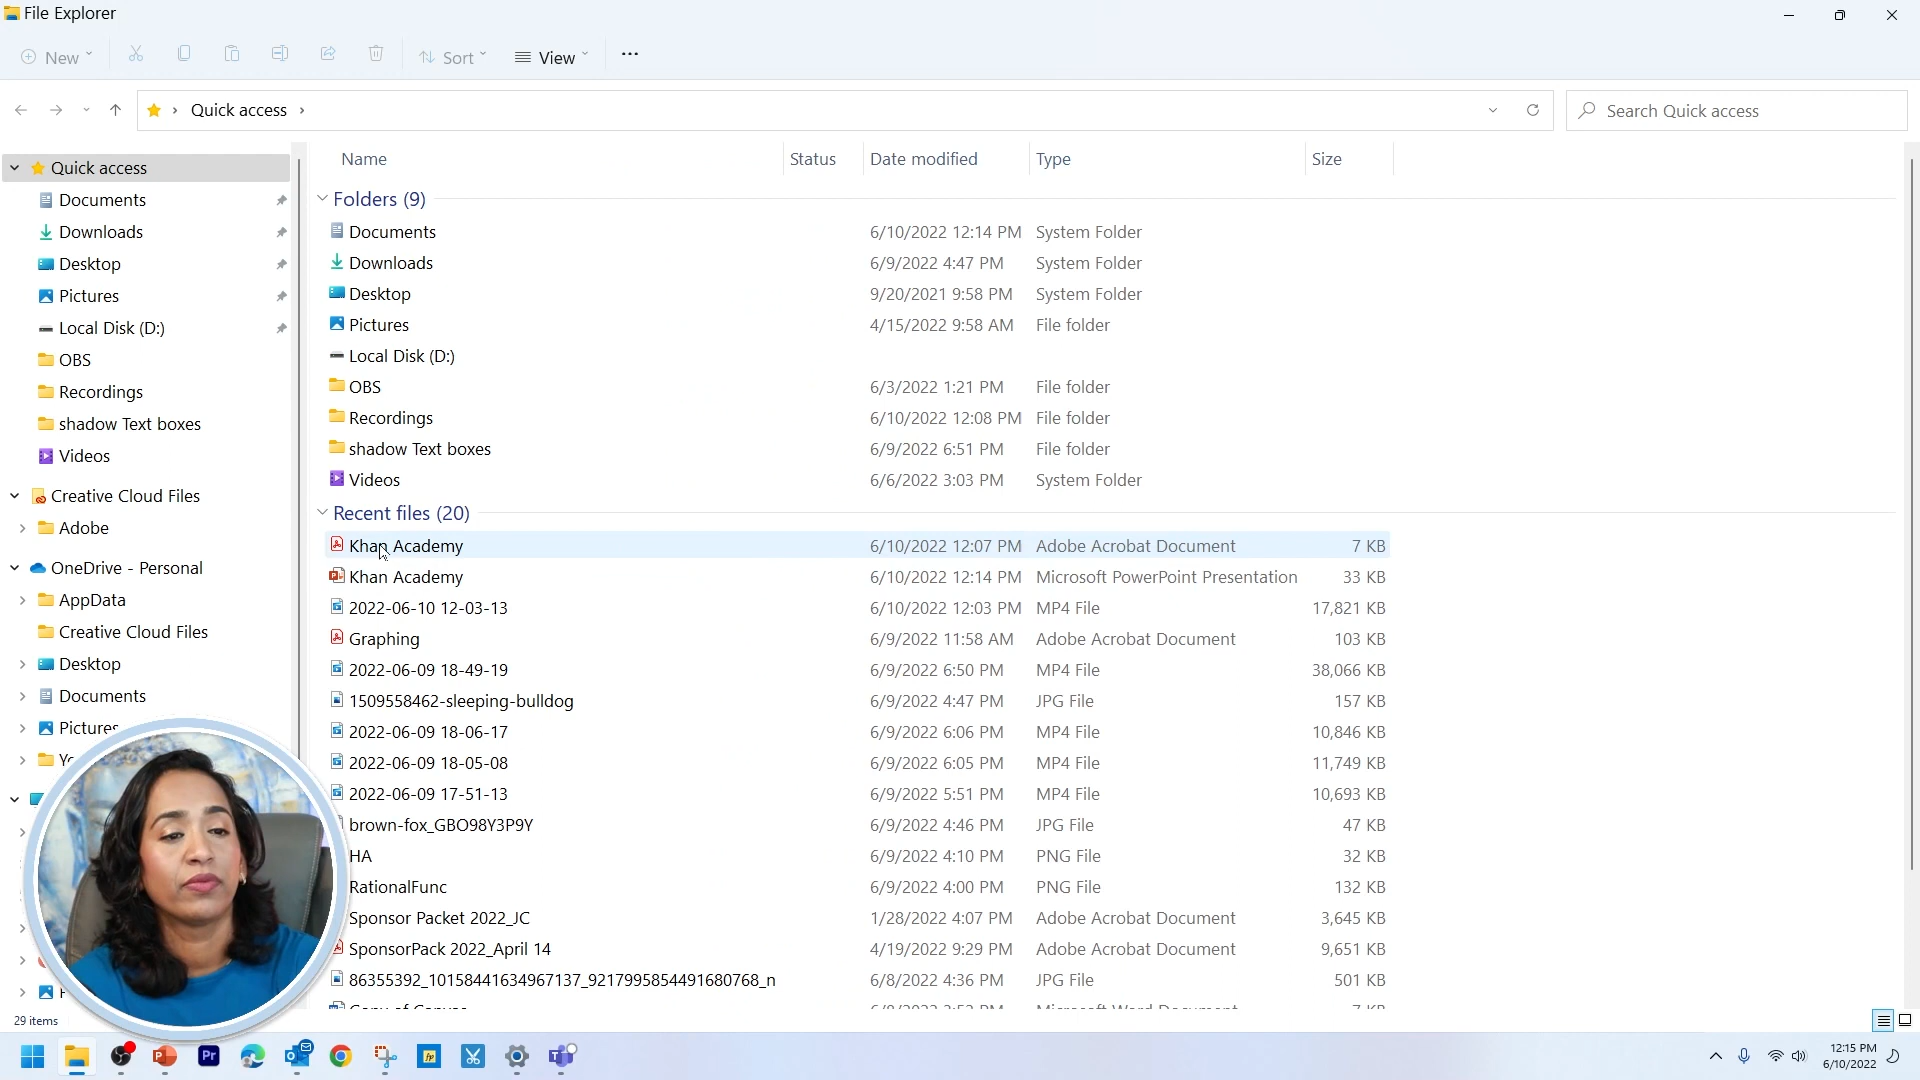 File Explorer
New
Sort
View
Quick access
Search Quick access
Name Status Date modified Type Size
Quick access
Documents
Downloads
Desktop
Pictures
Local Disk (D:)
OBS
Recordings
shadow Text boxes
Videos
Creative Cloud Files
Adobe
OneDrive - Personal
AppData
Creative Cloud Files
Desktop
Documents
Pictures
Folders (9)
Documents 6/10/2022 12:14 PM System Folder
Downloads 6/9/2022 4:47 PM System Folder
Desktop 9/20/2021 9:58 PM System Folder
Pictures 4/15/2022 9:58 AM File folder
Local Disk (D:)
OBS 6/3/2022 1:21 PM File folder
Recordings 6/10/2022 12:08 PM File folder
shadow Text boxes 6/9/2022 6:51 PM File folder
Videos 6/6/2022 3:03 PM System Folder
Recent files (20)
Khan Academy 6/10/2022 12:07 PM Adobe Acrobat Document 7 KB
Khan Academy 6/10/2022 12:14 PM Microsoft PowerPoint Presentation 33 KB
2022-06-10 12-03-13 6/10/2022 12:03 PM MP4 File 17,821 KB
Graphing 6/9/2022 11:58 AM Adobe Acrobat Document 103 KB
2022-06-09 18-49-19 6/9/2022 6:50 PM MP4 File 38,066 KB
1509558462-sleeping-bulldog 6/9/2022 4:47 PM JPG File 157 KB
2022-06-09 18-06-17 6/9/2022 6:06 PM MP4 File 10,846 KB
2022-06-09 18-05-08 6/9/2022 6:05 PM MP4 File 11,749 KB
2022-06-09 17-51-13 6/9/2022 5:51 PM MP4 File 10,693 KB
brown-fox_GBO98Y3P9Y 6/9/2022 4:46 PM JPG File 47 KB
HA 6/9/2022 4:10 PM PNG File 32 KB
RationalFunc 6/9/2022 4:00 PM PNG File 132 KB
Sponsor Packet 2022_JC 1/28/2022 4:07 PM Adobe Acrobat Document 3,645 KB
SponsorPack 2022_April 14 4/19/2022 9:29 PM Adobe Acrobat Document 9,651 KB
86355392_10158441634967137_9217995854491680768_n 6/8/2022 4:36 PM JPG File 501 KB
29 items
Pr
12:15 PM
6/10/2022